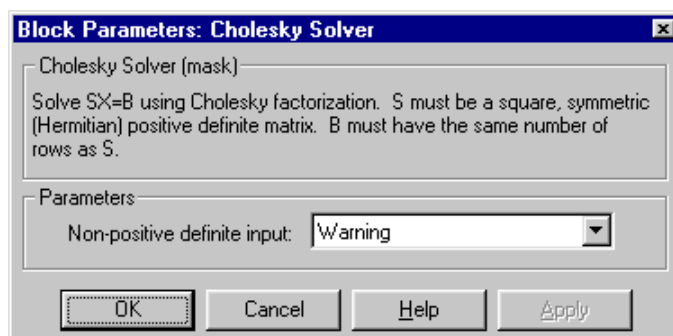 Block Parameters: Cholesky Solver
Cholesky Solver (mask)
Solve SX=B using Cholesky factorization. S must be a square, symmetric
(Hermitian) positive definite matrix. B must have the same number of
rows as S.
Parameters
Non-positive definite input: Warning
OK Cancel Help Apply